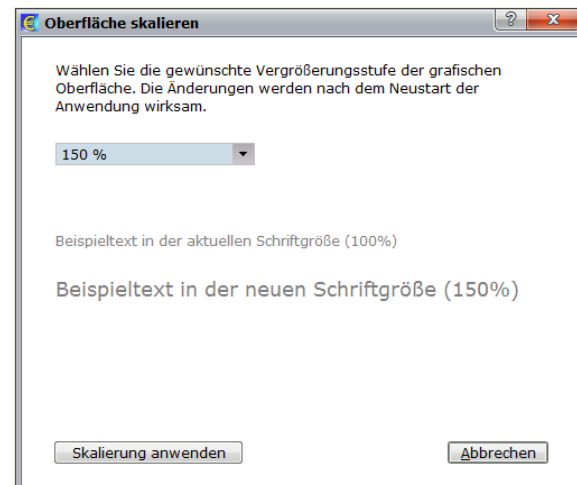 Oberfläche skalieren
Wählen Sie die gewünschte Vergrößerungsstufe der grafischen
Oberfläche. Die Änderungen werden nach dem Neustart der
Anwendung wirksam.
150 %
Beispieltext in der aktuellen Schriftgröße (100%)
Beispieltext in der neuen Schriftgröße (150%)
Skalierung anwenden
Abbrechen